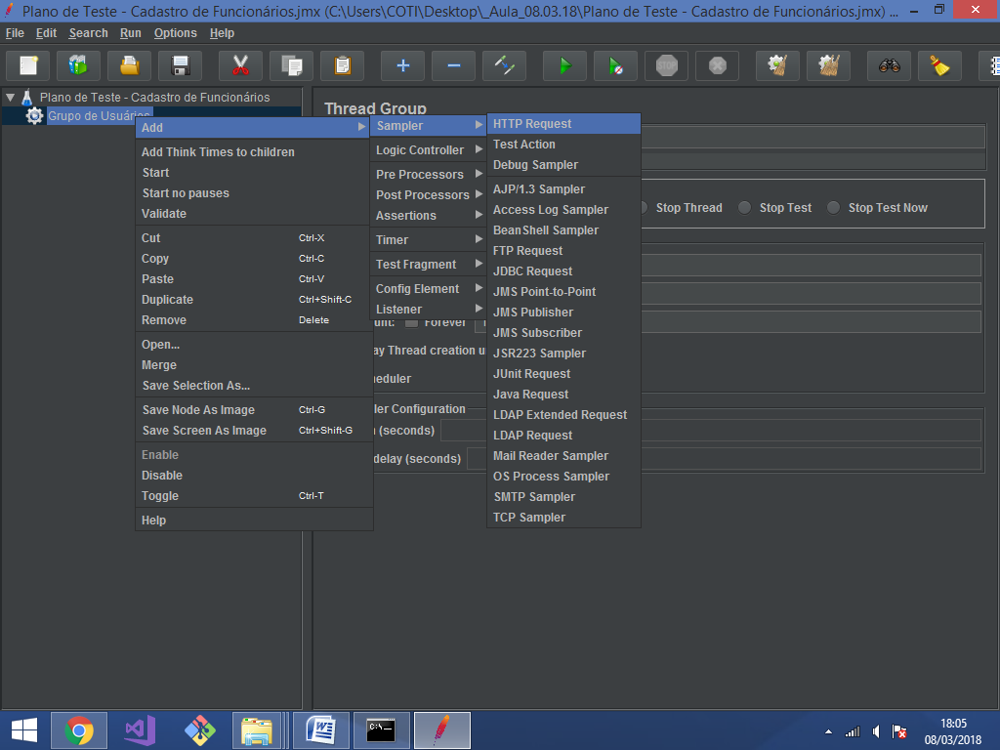 Plano de Teste - Cadastro de Funcionários.jmx (C:\Users\COTI\Desktop\_Aula_08.03.18\Plano de Teste - Cadastro de Funcionários.jmx) ...
File Edit Search Run Options Help
STOP
Plano de Teste - Cadastro de Funcionários
Grupo de Usuários
Thread Group
Add
Add Think Times to children
Start
Start no pauses
Validate
Cut Ctrl-X
Copy Ctrl-C
Paste Ctrl-V
Duplicate Ctrl+Shift-C
Remove Delete
Open...
Merge
Save Selection As...
Save Node As Image Ctrl-G
Save Screen As Image Ctrl+Shift-G
Enable
Disable
Toggle Ctrl-T
Help
Sampler
Logic Controller
Pre Processors
Post Processors
Assertions
Timer
Test Fragment
Config Element
Listener
HTTP Request
Test Action
Debug Sampler
AJP/1.3 Sampler
Access Log Sampler
BeanShell Sampler
FTP Request
JDBC Request
JMS Point-to-Point
JMS Publisher
JMS Subscriber
JSR223 Sampler
JUnit Request
Java Request
LDAP Extended Request
LDAP Request
Mail Reader Sampler
OS Process Sampler
SMTP Sampler
TCP Sampler
Stop Thread Stop Test Stop Test Now
Forever
Thread creation
Configuration
(seconds)
delay (seconds)
C:\
18:05
08/03/2018